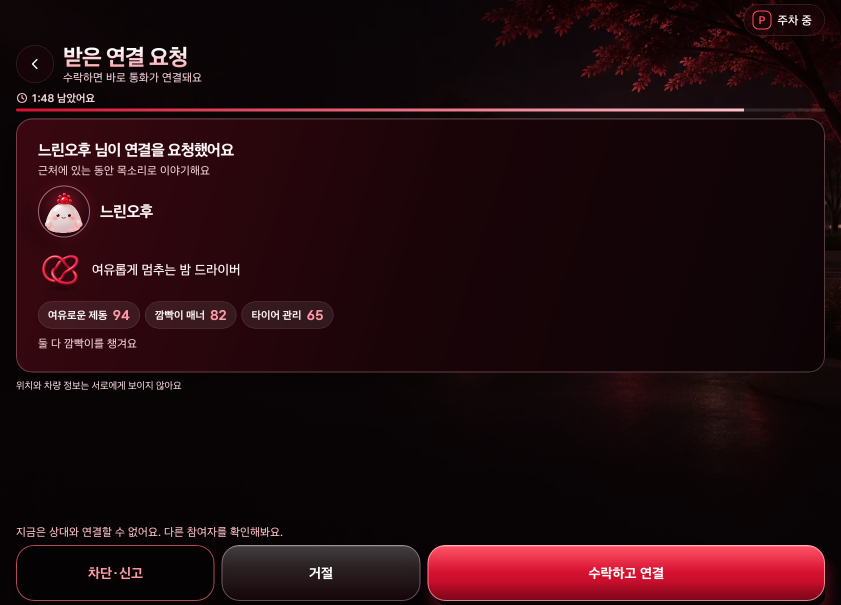 P 주차 중
받은 연결 요청
수락하면 바로 통화가 연결돼요
1:48 남았어요
느린오후 님이 연결을 요청했어요
근처에 있는 동안 목소리로 이야기해요
느린오후
여유롭게 멈추는 밤 드라이버
여유로운 제동 94 깜빡이 매너 82 타이어 관리 65
둘 다 깜빡이를 챙겨요
위치와 차량 정보는 서로에게 보이지 않아요
지금은 상대와 연결할 수 없어요. 다른 참여자를 확인해봐요.
차단·신고 거절 수락하고 연결